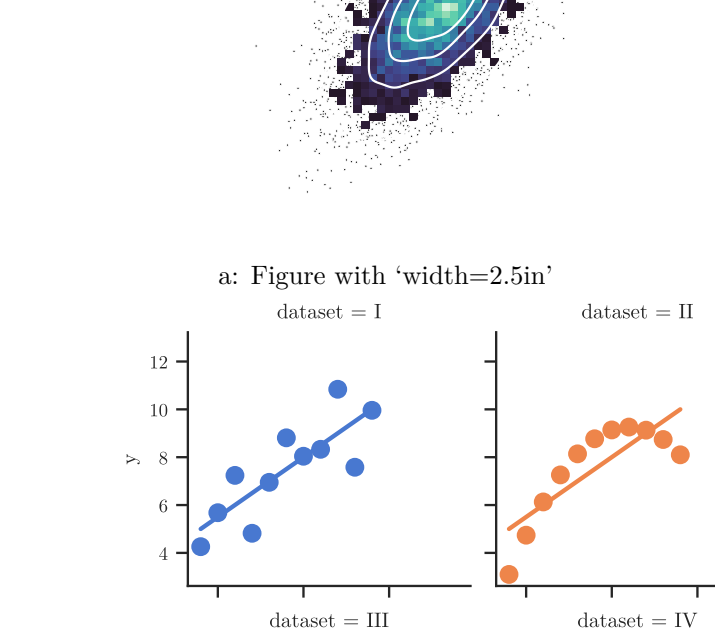 a: Figure with ‘width=2.5in’
dataset = I
dataset = II
12
10
8
6
4
y
dataset = III
dataset = IV